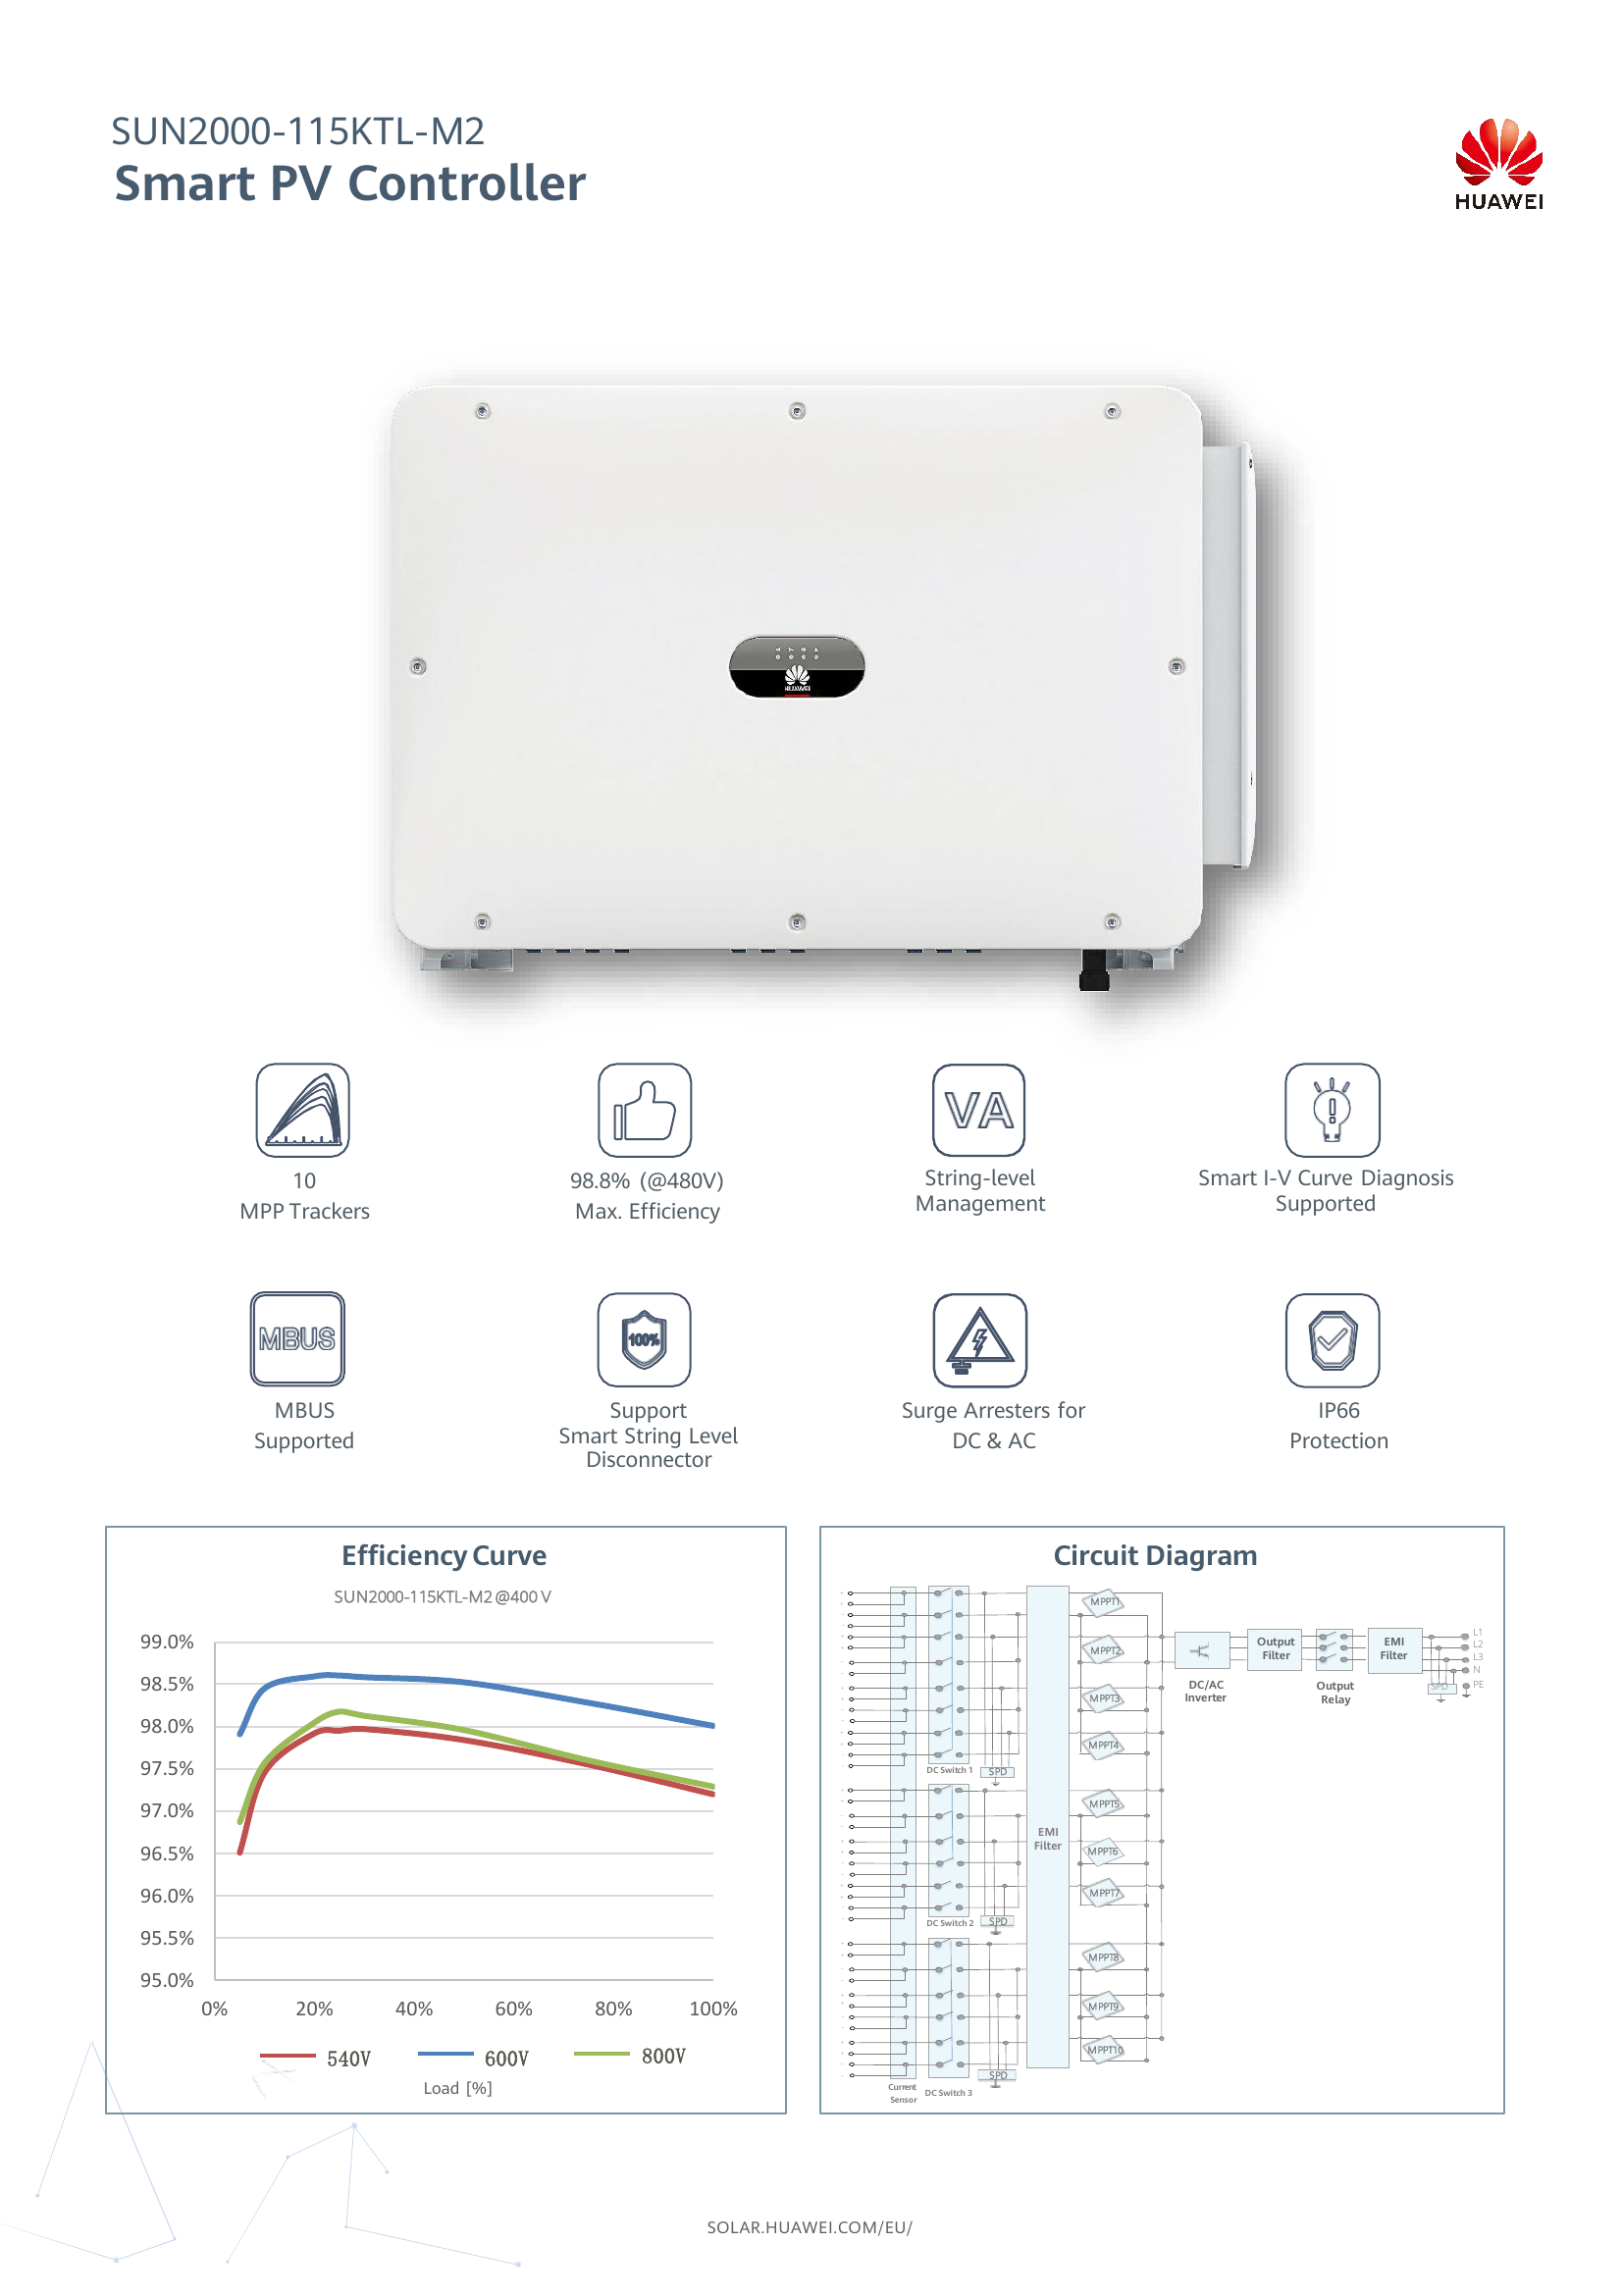 SUN2000-115KTL-M2
Smart PV Controller
HUAWEI
HUAWEI
10
MPP Trackers
98.8% (@480V)
Max. Efficiency
VA
String-level
Management
Smart I-V Curve Diagnosis
Supported
MBUS
MBUS
Supported
100%
Support
Smart String Level
Disconnector
Surge Arresters for
DC & AC
IP66
Protection
Efficiency Curve
SUN2000-115KTL-M2 @400 V
99.0%
98.5%
98.0%
97.5%
97.0%
96.5%
96.0%
95.5%
95.0%
0% 20% 40% 60% 80% 100%
540V 600V 800V
Load [%]
Circuit Diagram
MPPT1
MPPT2
MPPT3
MPPT4
DC Switch 1
SPD
MPPT5
MPPT6
MPPT7
EMI
Filter
DC Switch 2
SPD
MPPT8
MPPT9
MPPT10
SPD
Current
Sensor
DC Switch 3
DC/AC
Inverter
Output
Filter
Output
Relay
EMI
Filter
L1
L2
L3
N
PE
SPD
SOLAR.HUAWEI.COM/EU/